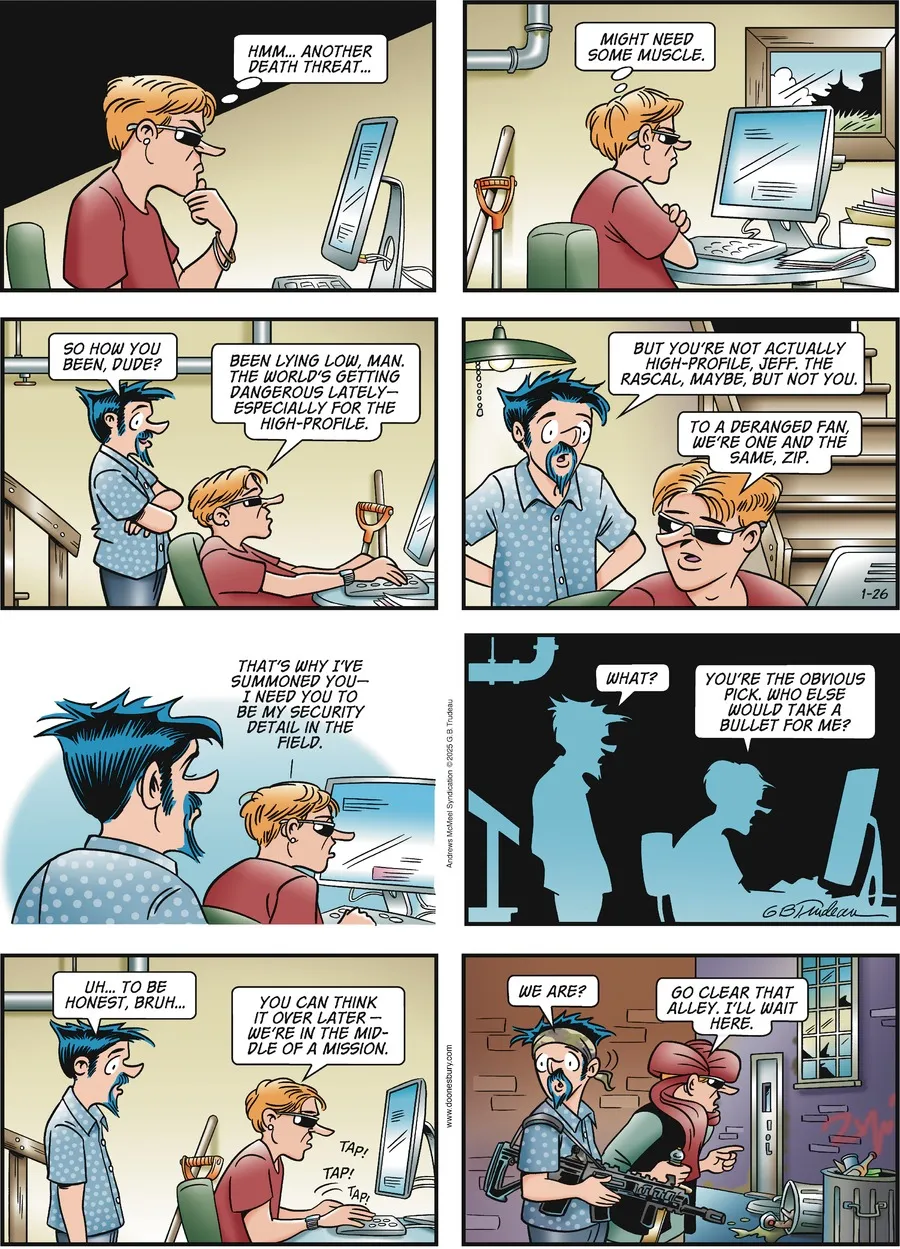 HMM... ANOTHER
DEATH THREAT...
MIGHT NEED
SOME MUSCLE.
SO HOW YOU
BEEN, DUDE?
BEEN LYING LOW, MAN.
THE WORLD'S GETTING
DANGEROUS LATELY—
ESPECIALLY FOR THE
HIGH-PROFILE.
BUT YOU'RE NOT ACTUALLY
HIGH-PROFILE, JEFF. THE
RASCAL, MAYBE, BUT NOT YOU.
TO A DERANGED FAN,
WE'RE ONE AND THE
SAME, ZIP.
1-26
THAT'S WHY I'VE
SUMMONED YOU—
I NEED YOU TO
BE MY SECURITY
DETAIL IN THE
FIELD.
Andrews McMeel Syndication ©2025 G.B. Trudeau
WHAT?
YOU'RE THE OBVIOUS
PICK. WHO ELSE
WOULD TAKE A
BULLET FOR ME?
GBTrudeau
UH... TO BE
HONEST, BRUH...
YOU CAN THINK
IT OVER LATER—
WE'RE IN THE MID-
DLE OF A MISSION.
TAP!
TAP!
TAP!
www.doonesbury.com
WE ARE?
GO CLEAR THAT
ALLEY. I'LL WAIT
HERE.